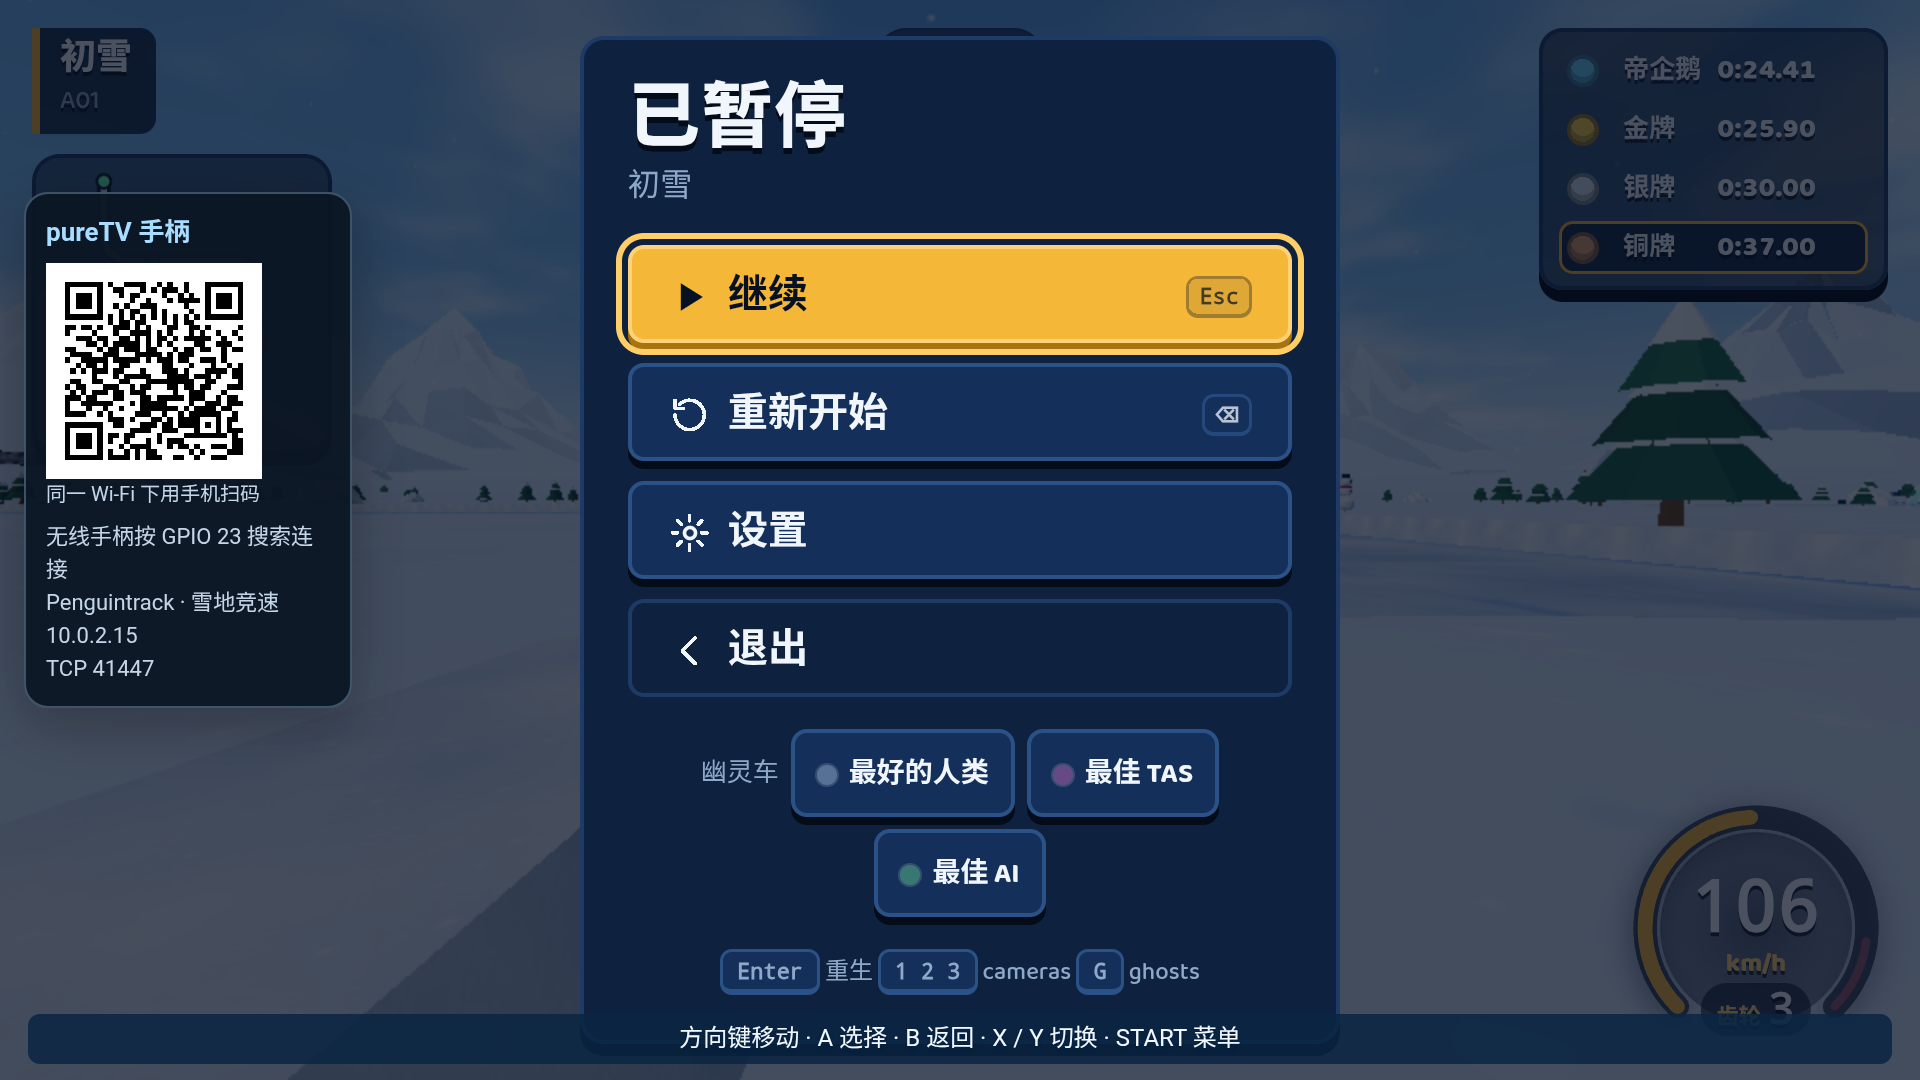 初雪
A01
pureTV 手柄
同一 Wi-Fi 下用手机扫码
无线手柄按 GPIO 23 搜索连
接
Penguintrack · 雪地竞速
10.0.2.15
TCP 41447
已暂停
初雪
继续 Esc
重新开始
设置
退出
幽灵车 最好的人类 最佳 TAS
最佳 AI
Enter 重生 1 2 3 cameras G ghosts
帝企鹅 0:24.41
金牌 0:25.90
银牌 0:30.00
铜牌 0:37.00
106
km/h
齿轮 3
方向键移动 · A 选择 · B 返回 · X / Y 切换 · START 菜单